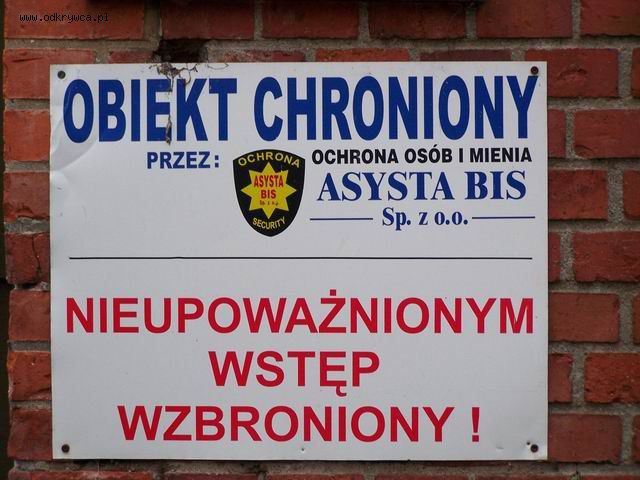 www.odkrywca.pl
OBIEKT CHRONIONY
PRZEZ:
OCHRONA
ASYSTA
BIS
Sp. z o.o.
SECURITY
OCHRONA OSÓB I MIENIA
ASYSTA BIS
Sp. z o.o.
NIEUPOWAŻNIONYM
WSTĘP
WZBRONIONY !